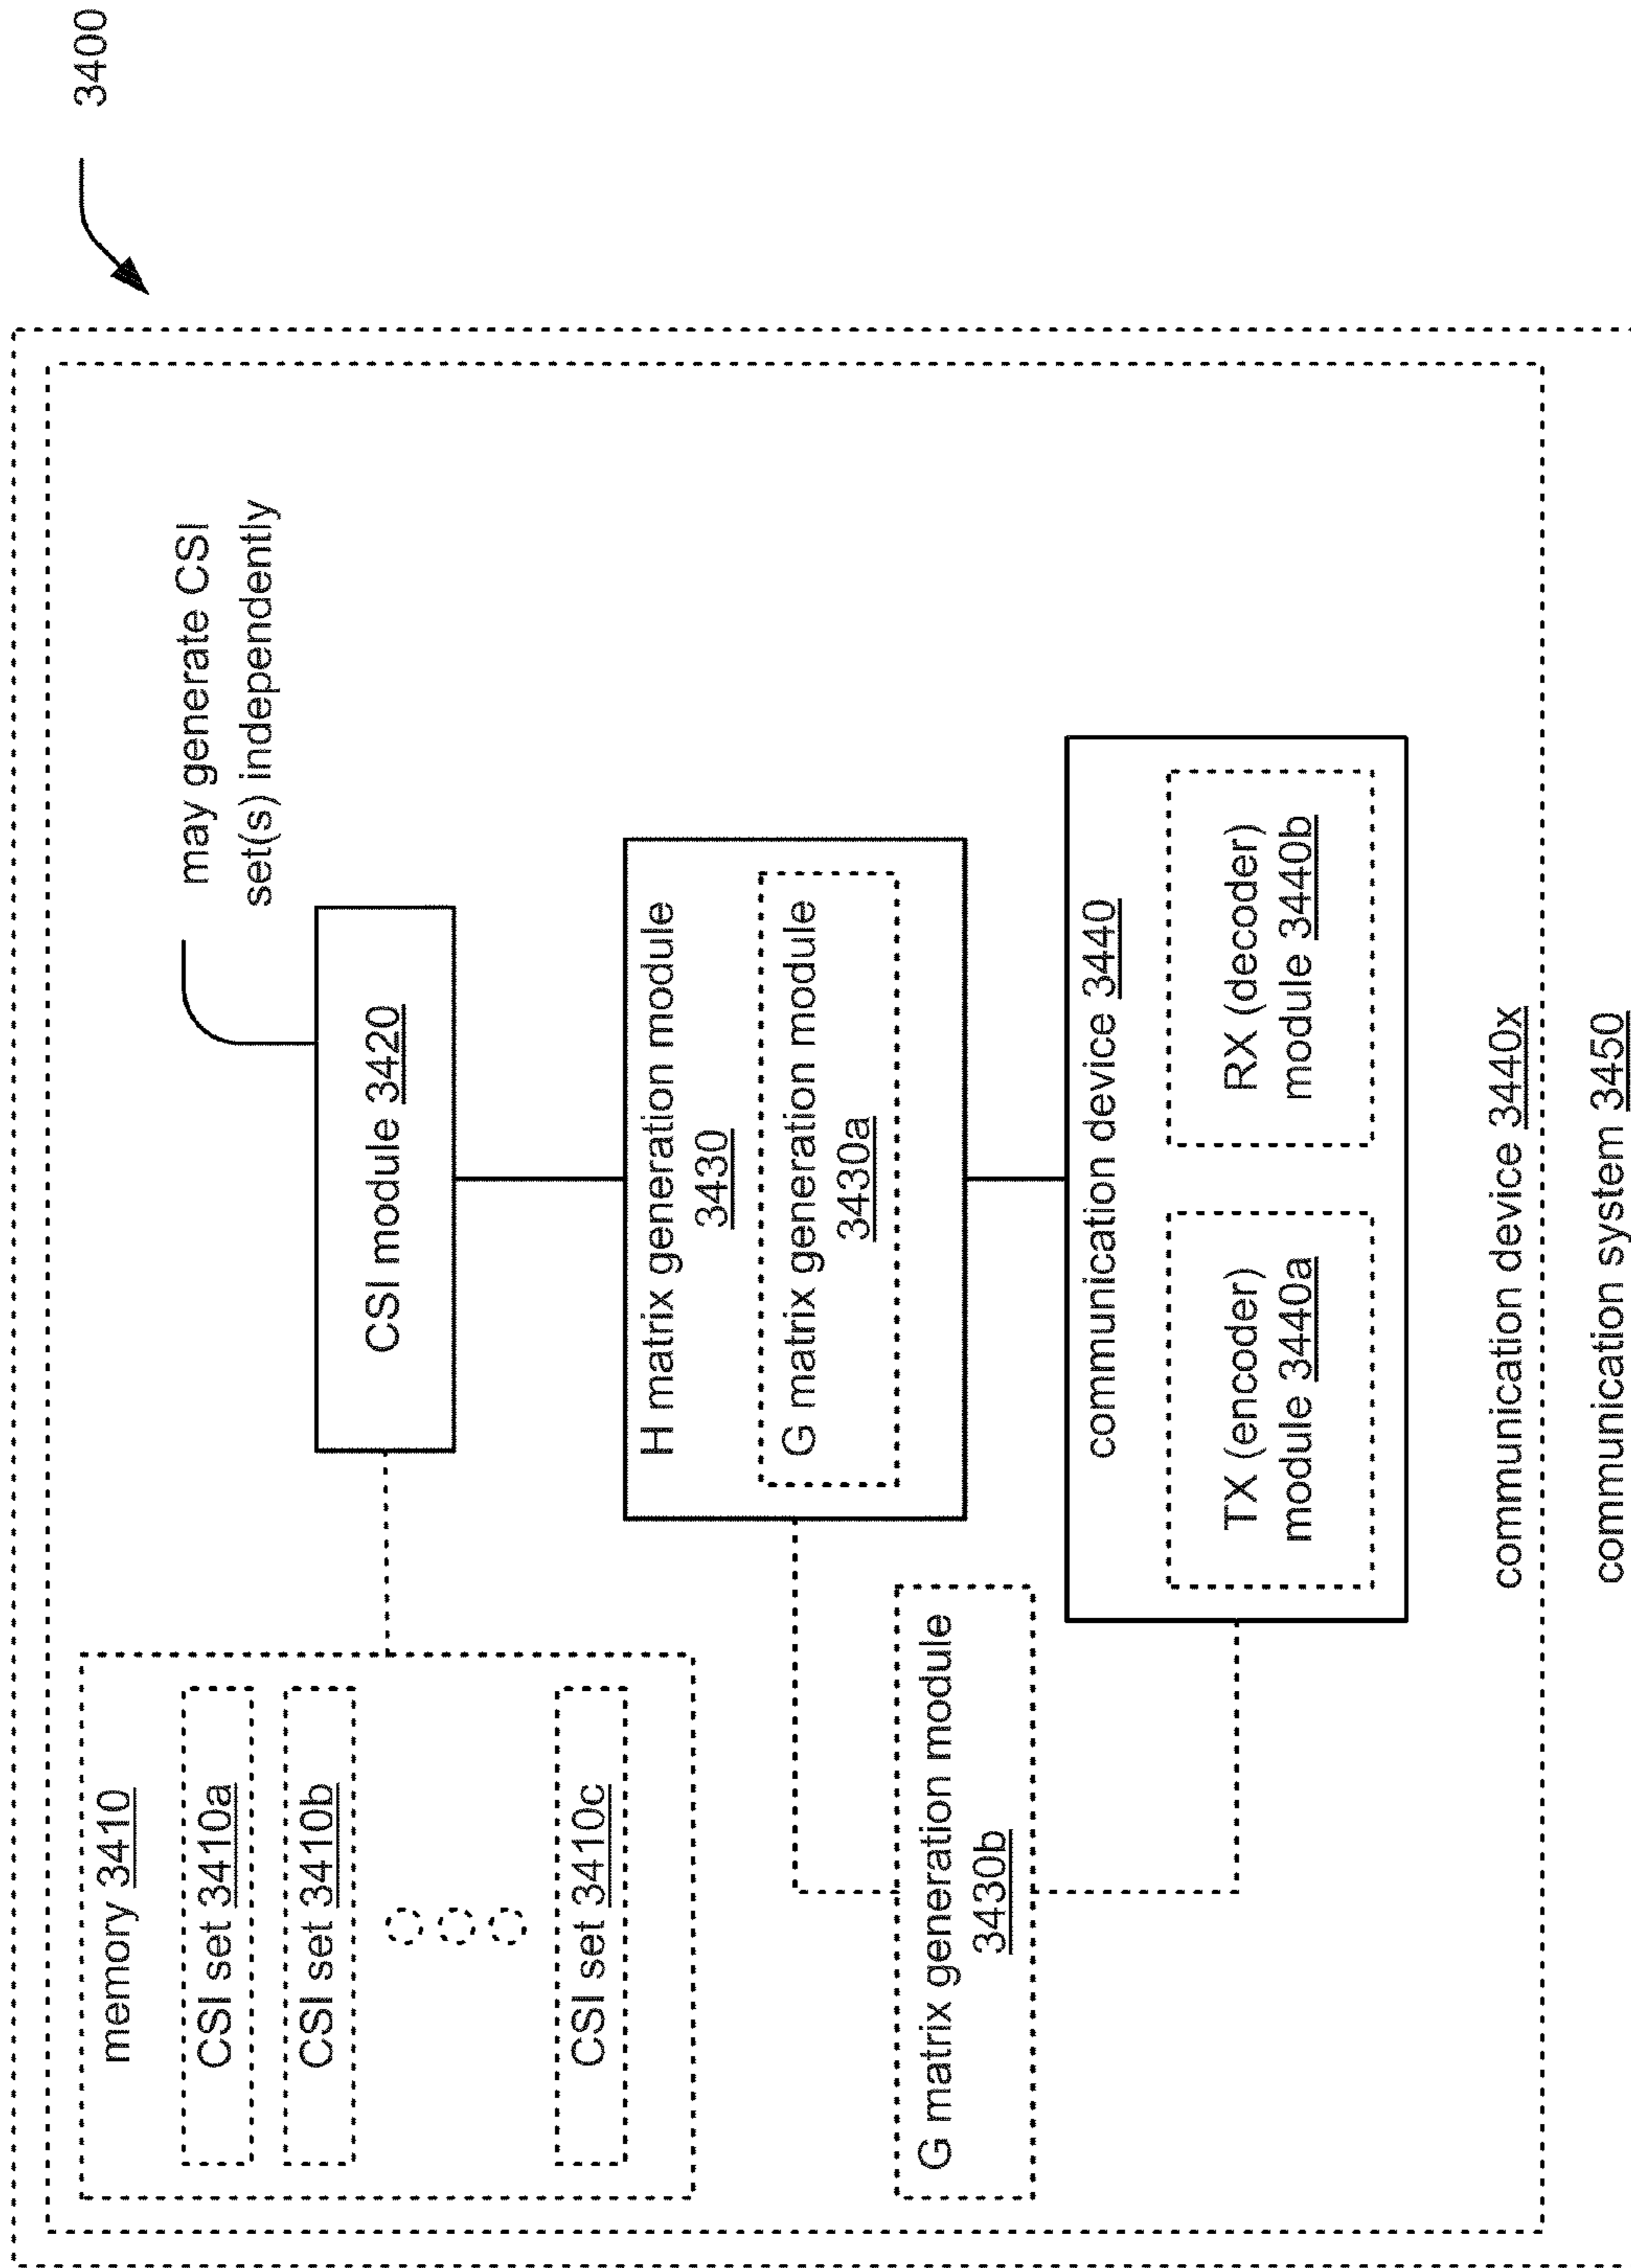 3400
may generate CSI
set(s) independently
memory 3410
CSI set 3410a
CSI set 3410b
CSI set 3410c
CSI module 3420
H matrix generation module
3430
G matrix generation module
3430a
G matrix generation module
3430b
communication device 3440
TX (encoder)
module 3440a
RX (decoder)
module 3440b
communication device 3440x
communication system 3450